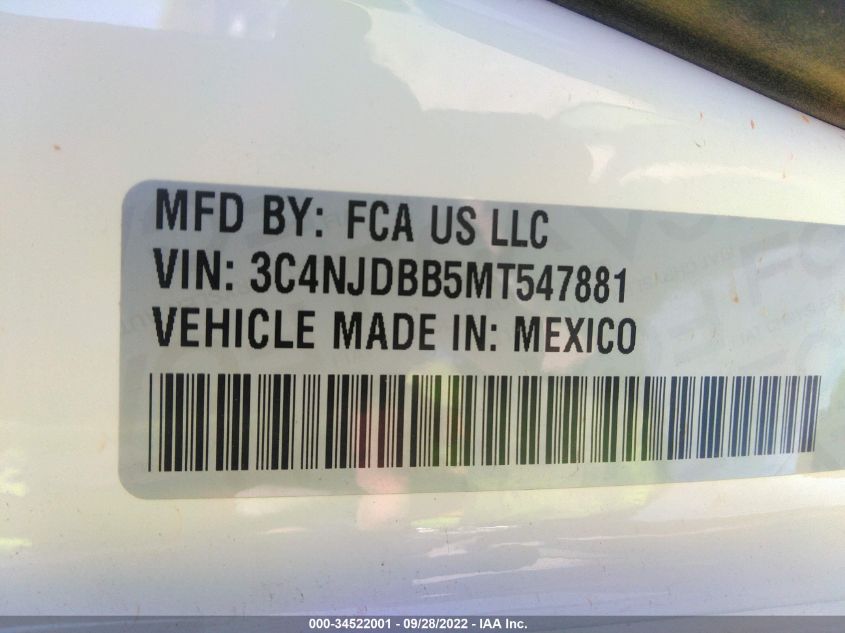 MFD BY: FCA US LLC
VIN: 3C4NJDBB5MT547881
VEHICLE MADE IN: MEXICO
000-34522001 - 09/28/2022 - IAA Inc.